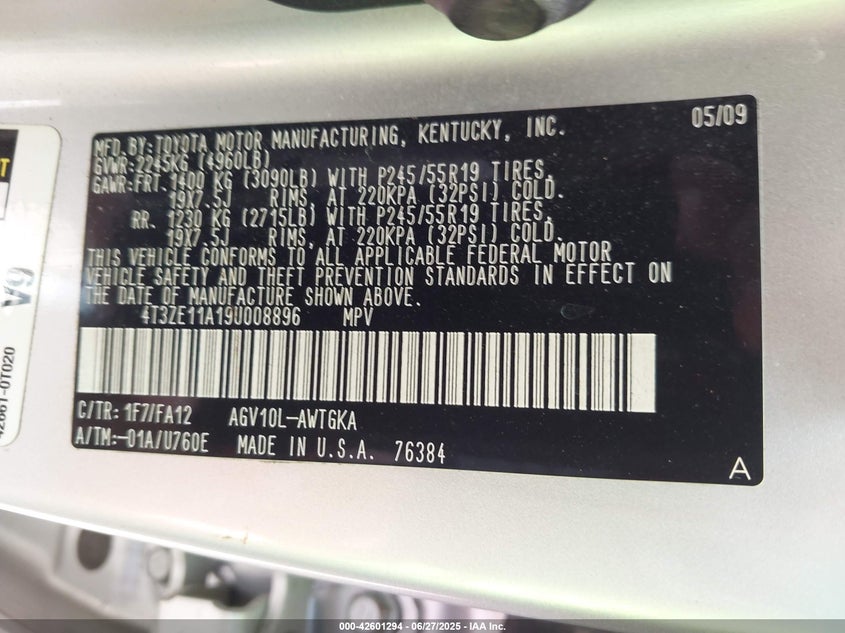 MFD. BY: TOYOTA MOTOR MANUFACTURING, KENTUCKY, INC. 05/09
GVWR: 2245KG (4960LB)
GAWR: FRT. 1400 KG (3090LB) WITH P245/55R19 TIRES,
19X7.5J RIMS, AT 220KPA (32PSI) COLD.
RR. 1230 KG (2715LB) WITH P245/55R19 TIRES,
19X7.5J RIMS, AT 220KPA (32PSI) COLD.
THIS VEHICLE CONFORMS TO ALL APPLICABLE FEDERAL MOTOR
VEHICLE SAFETY AND THEFT PREVENTION STANDARDS IN EFFECT ON
THE DATE OF MANUFACTURE SHOWN ABOVE.
4T3ZE11A19U008896 MPV
C/TR: 1F7/FA12 AGV10L-AWTGKA
A/TM:-01A/U760E MADE IN U.S.A. 76384
A
V9
000-42601294 - 06/27/2025 - IAA Inc.